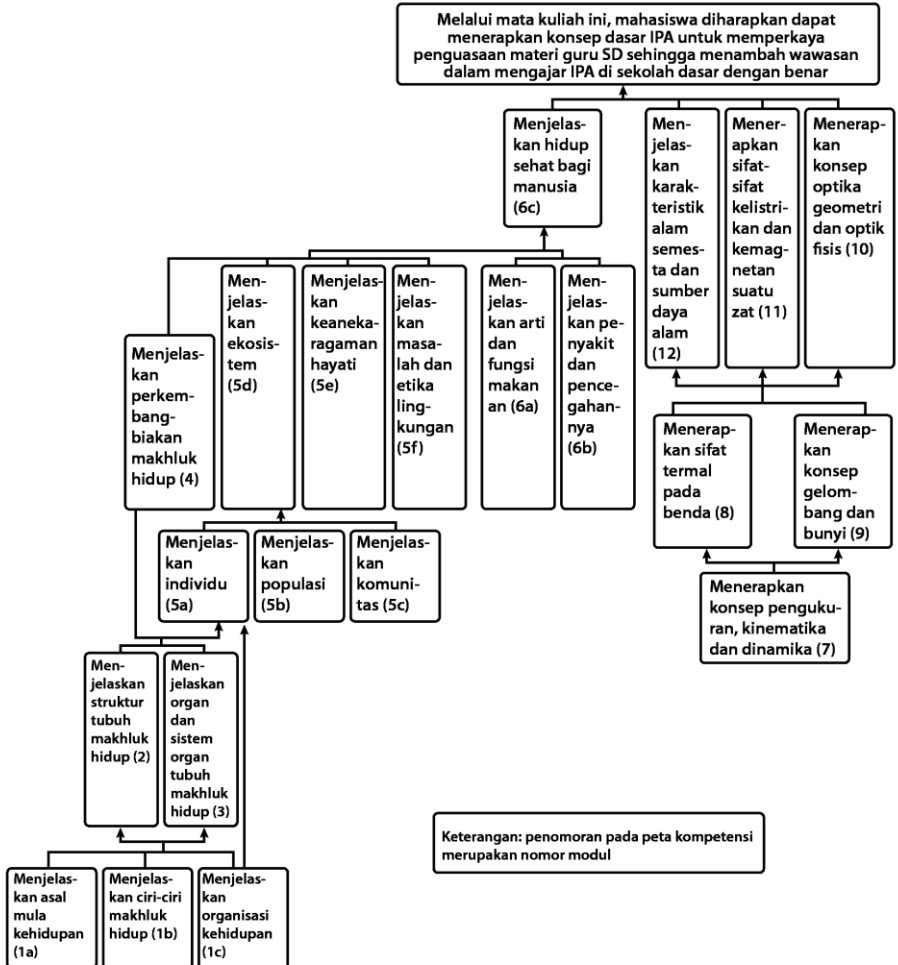 Melalui mata kuliah ini, mahasiswa diharapkan dapat
menerapkan konsep dasar IPA untuk memperkaya
penguasaan materi guru SD sehingga menambah wawasan
dalam mengajar IPA di sekolah dasar dengan benar
Menjelas-
kan hidup
sehat bagi
manusia
(6c)
Men-
jelas-
kan
karak-
teristik
alam
semes-
ta dan
sumber
daya
alam
(12)
Mener-
apkan
sifat-
sifat
kelistri-
kan dan
kemag-
netan
suatu
zat (11)
Menerap-
kan
konsep
optika
geometri
dan optik
fisis (10)
Menjelas-
kan
perkem-
bang-
biakan
makhluk
hidup (4)
Men-
jelas-
kan
ekosis-
tem
(5d)
Menjelas-
kan
keaneka-
ragaman
hayati
(5e)
Men-
jelas-
kan
masa-
lah dan
etika
ling-
kungan
(5f)
Men-
jelas-
kan arti
dan
fungsi
makan
an (6a)
Men-
jelas-
kan pe-
nyakit
dan
pence-
gahan-
nya
(6b)
Menerap-
kan sifat
termal
pada
benda (8)
Menerap-
kan
konsep
gelom-
bang dan
bunyi (9)
Menjelas-
kan
individu
(5a)
Menjelas-
kan
populasi
(5b)
Menjelas-
kan
komuni-
tas (5c)
Menerapkan
konsep penguku-
ran, kinematika
dan dinamika (7)
Men-
jelaskan
struktur
tubuh
makhluk
hidup (2)
Men-
jelaskan
organ
dan
sistem
organ
tubuh
makhluk
hidup (3)
Keterangan: penomoran pada peta kompetensi
merupakan nomor modul
Menjelas-
kan asal
mula
kehidupan
(1a)
Menjelas-
kan ciri-ciri
makhluk
hidup (1b)
Menjelas-
kan
organisasi
kehidupan
(1c)